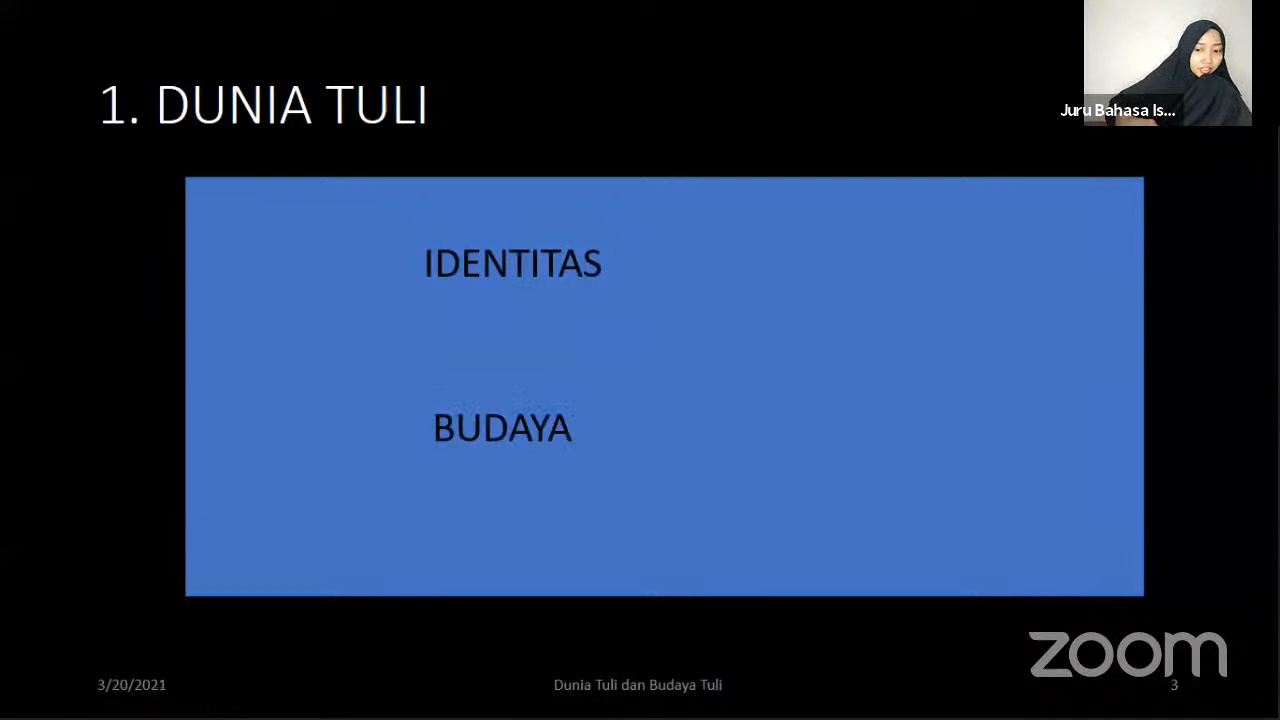 1. DUNIA TULI
Juru Bahasa Is...
IDENTITAS
BUDAYA
zoom
3/20/2021
Dunia Tuli dan Budaya Tuli
3